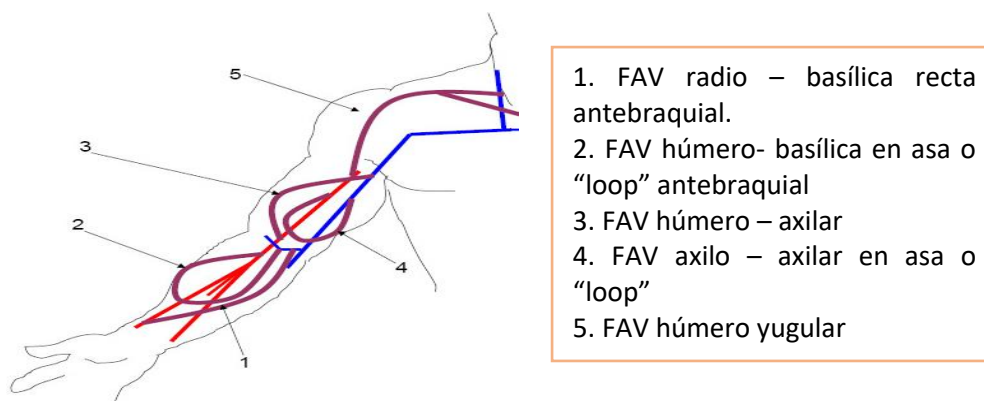 5
3
2
4
1
1. FAV radio – basílica recta
antebraquial.
2. FAV húmero- basílica en asa o
“loop” antebraquial
3. FAV húmero – axilar
4. FAV axilo – axilar en asa o
“loop”
5. FAV húmero yugular